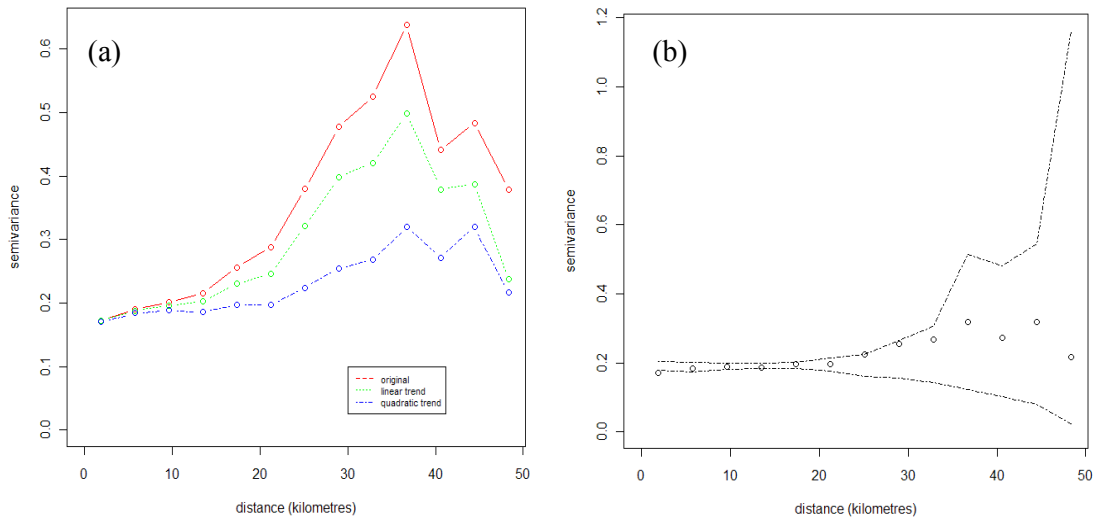 (a)
semivariance
0.0
0.1
0.2
0.3
0.4
0.5
0.6
0 10 20 30 40 50
distance (kilometres)
original
linear trend
quadratic trend
(b)
semivariance
0.0
0.2
0.4
0.6
0.8
1.0
1.2
0 10 20 30 40 50
distance (kilometres)